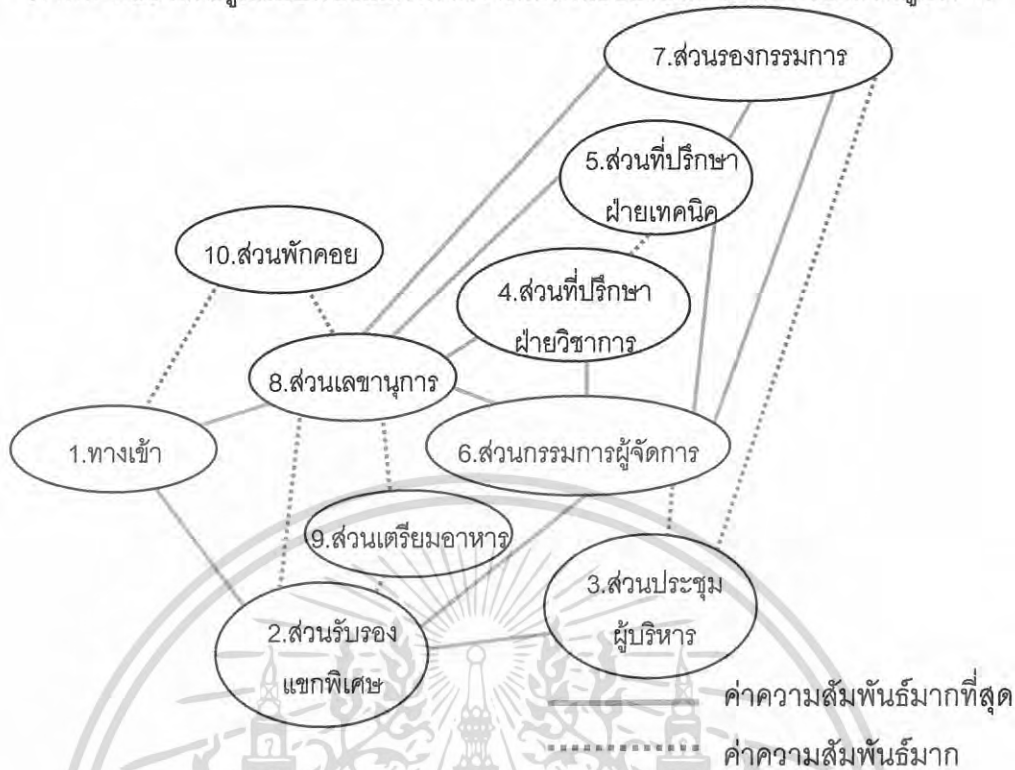 7.ส่วนรองกรรมการ
5.ส่วนที่ปรึกษา
ฝ่ายเทคนิค
10.ส่วนพักคอย
4.ส่วนที่ปรึกษา
ฝ่ายวิชาการ
8.ส่วนเลขานุการ
1.ทางเข้า
6.ส่วนกรรมการผู้จัดการ
9.ส่วนเตรียมอาหาร
3.ส่วนประชุม
ผู้บริหาร
2.ส่วนรับรอง
แขกพิเศษ
ค่าความสัมพันธ์มากที่สุด
ค่าความสัมพันธ์มาก